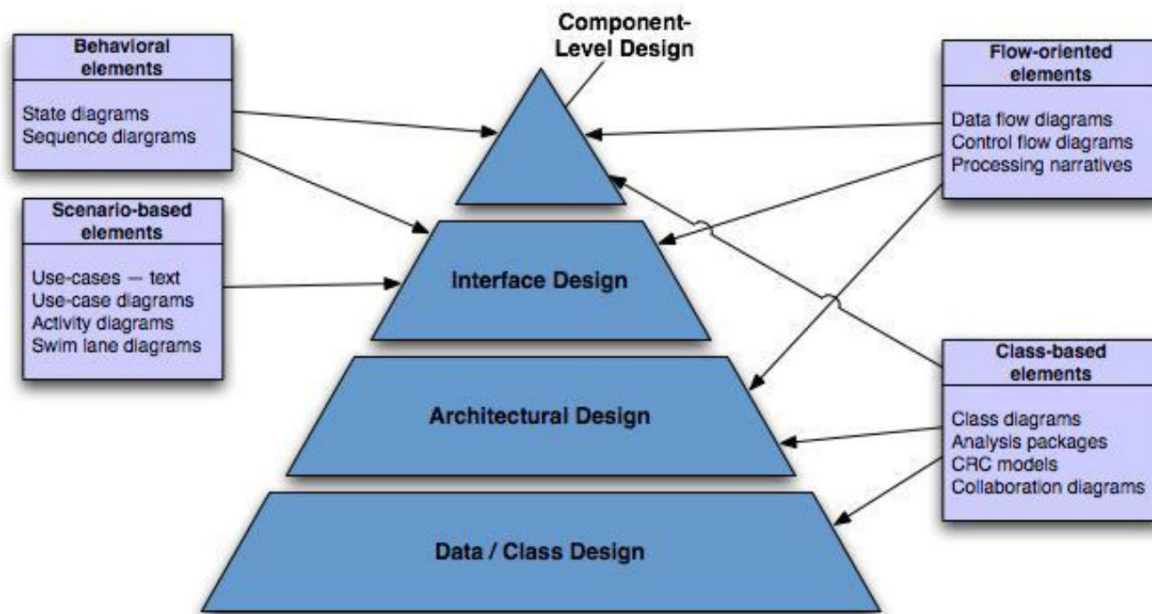 Component-
Level Design
Behavioral
elements
State diagrams
Sequence diargrams
Scenario-based
elements
Use-cases — text
Use-case diagrams
Activity diagrams
Swim lane diagrams
Flow-oriented
elements
Data flow diagrams
Control flow diagrams
Processing narratives
Class-based
elements
Class diagrams
Analysis packages
CRC models
Collaboration diagrams
Interface Design
Architectural Design
Data / Class Design